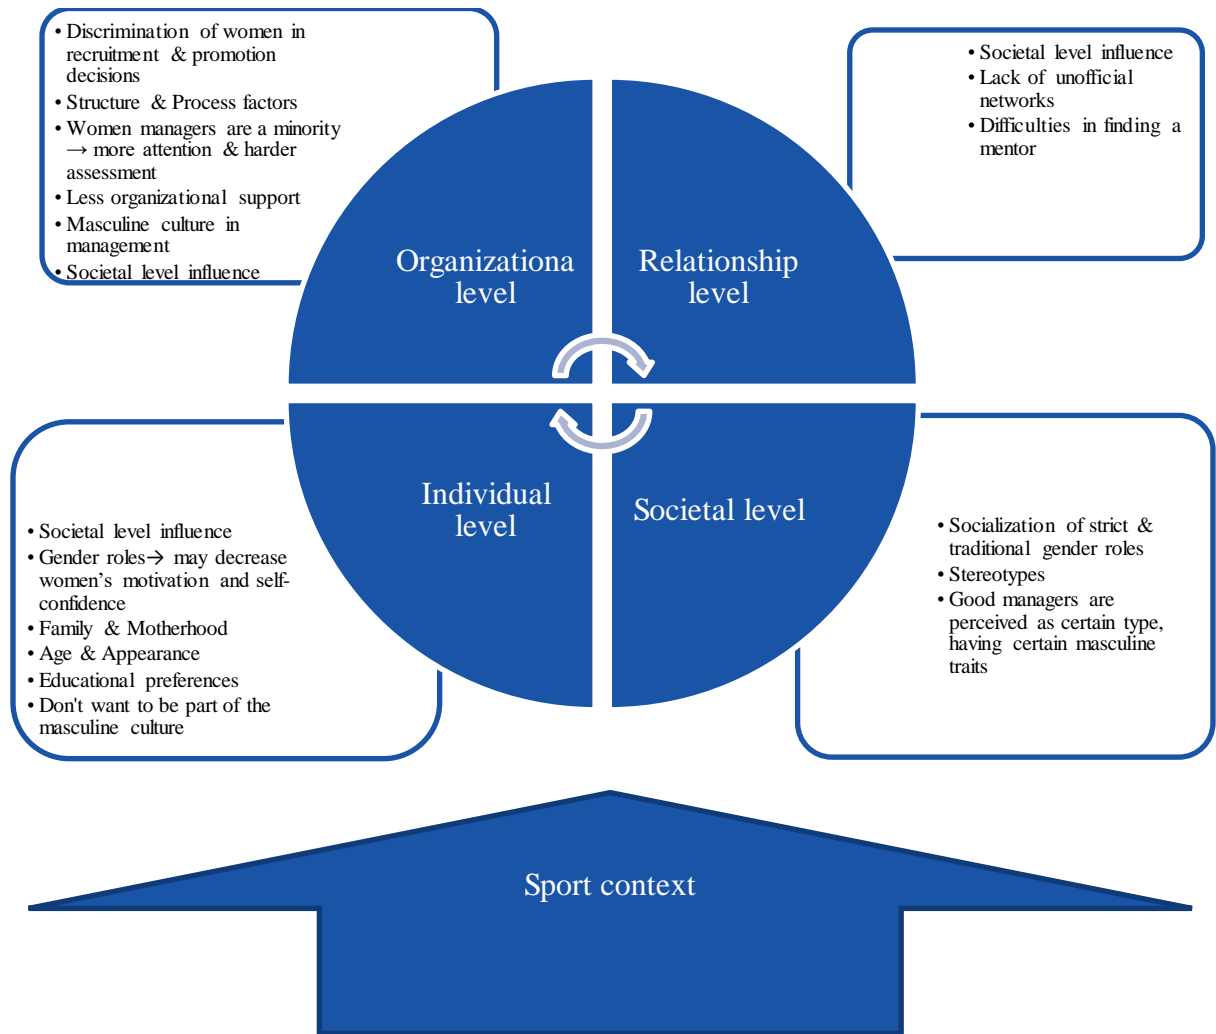 • Discrimination of women in
recruitment & promotion
decisions
• Structure & Process factors
• Women managers are a minority
→ more attention & harder
assessment
• Less organizational support
• Masculine culture in
management
• Societal level influence
• Societal level influence
• Lack of unofficial
networks
• Difficulties in finding a
mentor
Organizationa
level
Relationship
level
Individual
level
Societal level
• Societal level influence
• Gender roles→ may decrease
women's motivation and self-
confidence
• Family & Motherhood
• Age & Appearance
• Educational preferences
• Don't want to be part of the
masculine culture
• Socialization of strict &
traditional gender roles
• Stereotypes
• Good managers are
perceived as certain type,
having certain masculine
traits
Sport context